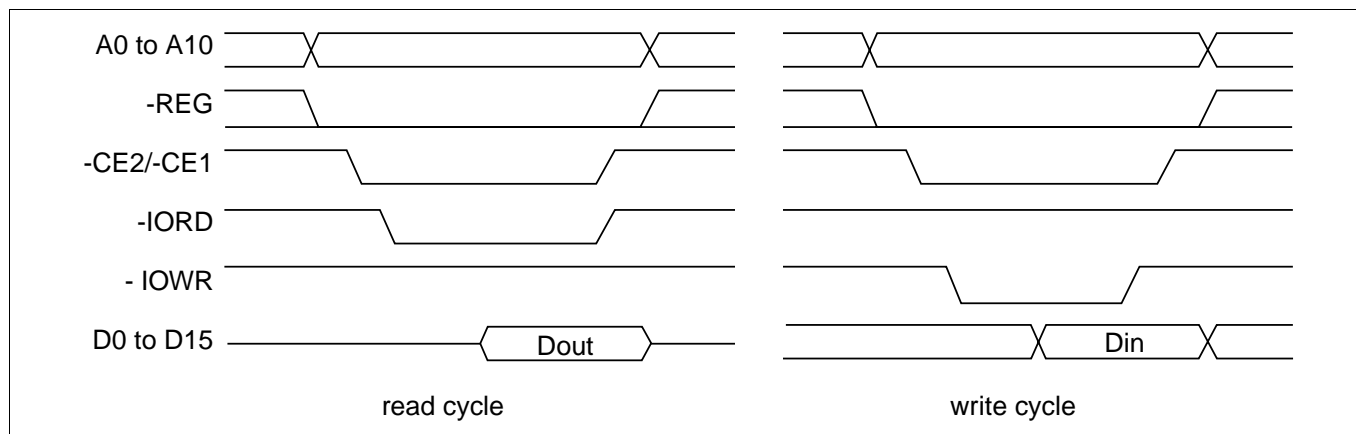 A0 to A10
-REG
-CE2/-CE1
-IORD
- IOWR
D0 to D15
Dout
Din
read cycle
write cycle